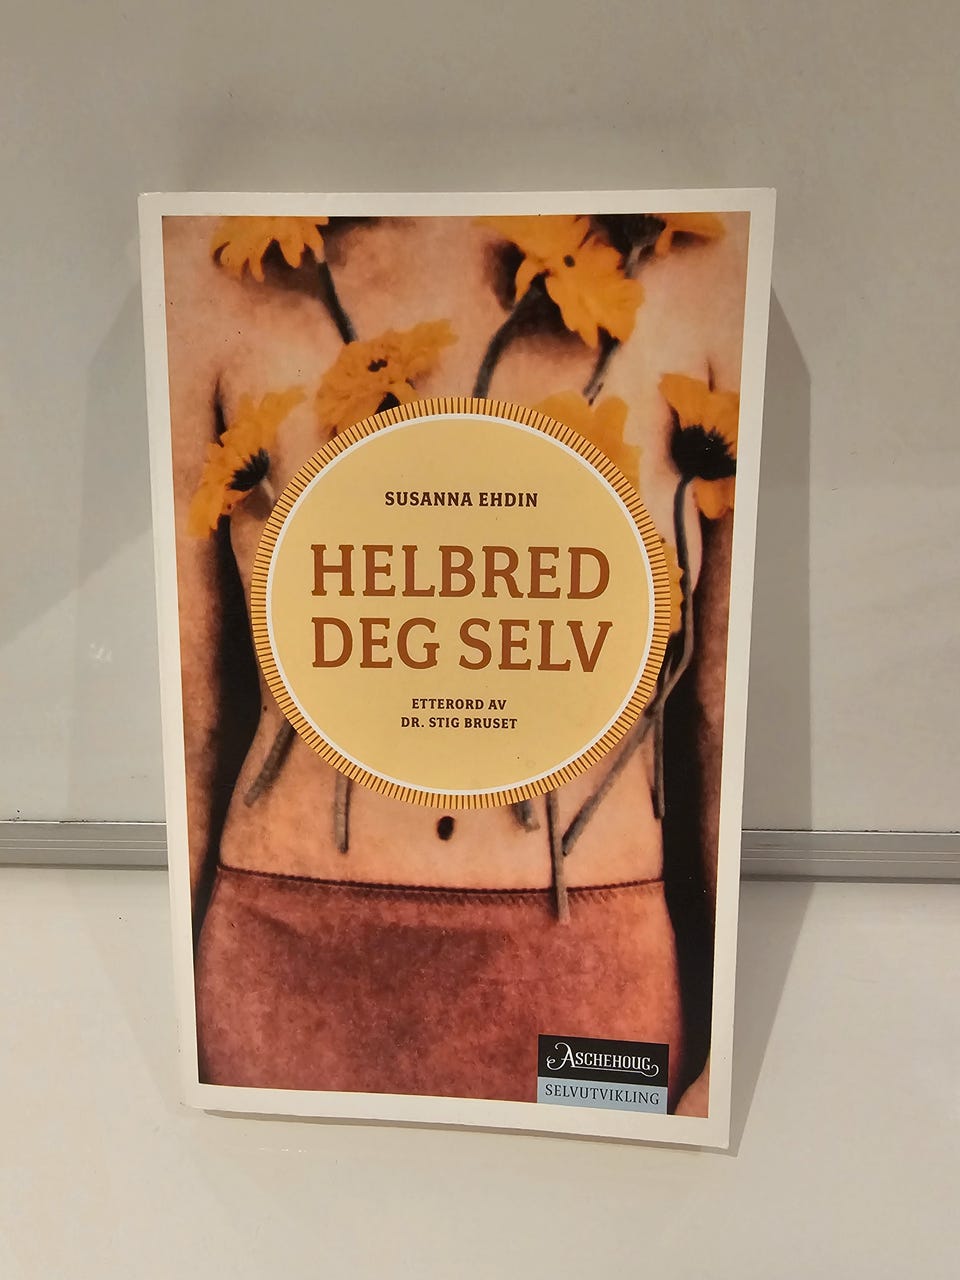 SUSANNA EHDIN
HELBRED
DEG SELV
ETTERORD AV
DR. STIG BRUSET
ASCHEHOUG
SELVUTVIKLING